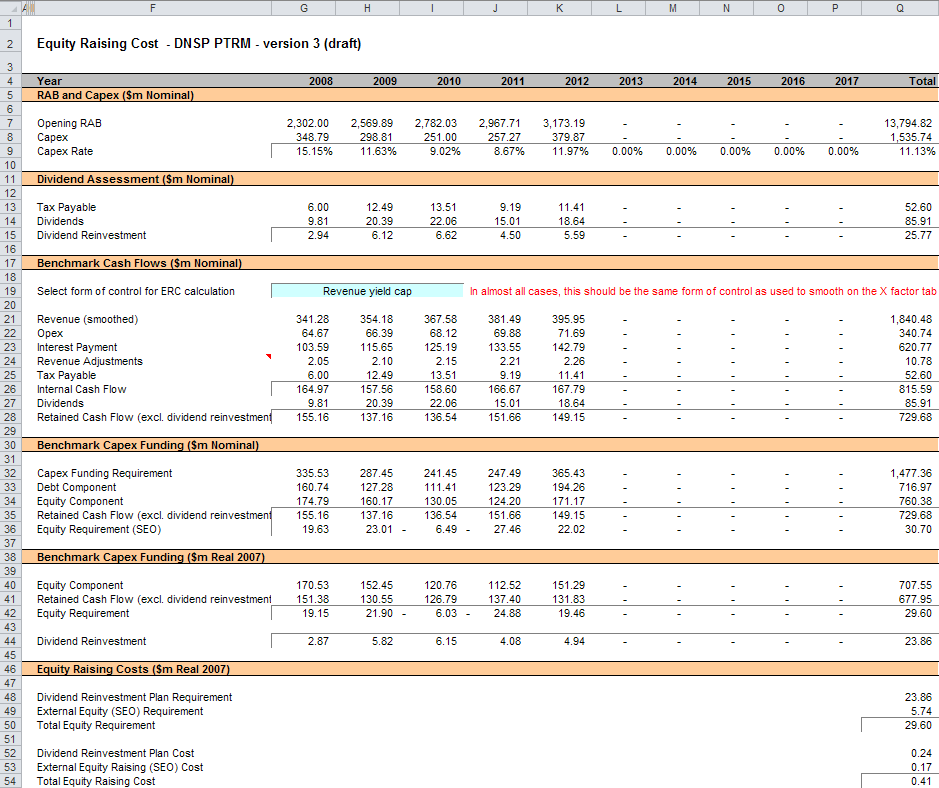 A F G H I J K L M N O P Q
1
2 Equity Raising Cost - DNSP PTRM - version 3 (draft)
3
4 Year 2008 2009 2010 2011 2012 2013 2014 2015 2016 2017 Total
5 RAB and Capex ($m Nominal)
6
7 Opening RAB 2,302.00 2,569.89 2,782.03 2,967.71 3,173.19 - - - - - 13,794.82
8 Capex 348.79 298.81 251.00 257.27 379.87 - - - - - 1,535.74
9 Capex Rate 15.15% 11.63% 9.02% 8.67% 11.97% 0.00% 0.00% 0.00% 0.00% 0.00% 11.13%
10
11 Dividend Assessment ($m Nominal)
12
13 Tax Payable 6.00 12.49 13.51 9.19 11.41 - - - - - 52.60
14 Dividends 9.81 20.39 22.06 15.01 18.64 - - - - - 85.91
15 Dividend Reinvestment 2.94 6.12 6.62 4.50 5.59 - - - - - 25.77
16
17 Benchmark Cash Flows ($m Nominal)
18
19 Select form of control for ERC calculation Revenue yield cap In almost all cases, this should be the same form of control as used to smooth on the X factor tab
20
21 Revenue (smoothed) 341.28 354.18 367.58 381.49 395.95 - - - - - 1,840.48
22 Opex 64.67 66.39 68.12 69.88 71.69 - - - - - 340.74
23 Interest Payment 103.59 115.65 125.19 133.55 142.79 - - - - - 620.77
24 Revenue Adjustments 2.05 2.10 2.15 2.21 2.26 - - - - - 10.78
25 Tax Payable 6.00 12.49 13.51 9.19 11.41 - - - - - 52.60
26 Internal Cash Flow 164.97 157.56 158.60 166.67 167.79 - - - - - 815.59
27 Dividends 9.81 20.39 22.06 15.01 18.64 - - - - - 85.91
28 Retained Cash Flow (excl. dividend reinvestment 155.16 137.16 136.54 151.66 149.15 - - - - - 729.68
29
30 Benchmark Capex Funding ($m Nominal)
31
32 Capex Funding Requirement 335.53 287.45 241.45 247.49 365.43 - - - - - 1,477.36
33 Debt Component 160.74 127.28 111.41 123.29 194.26 - - - - - 716.97
34 Equity Component 174.79 160.17 130.05 124.20 171.17 - - - - - 760.38
35 Retained Cash Flow (excl. dividend reinvestment 155.16 137.16 136.54 151.66 149.15 - - - - - 729.68
36 Equity Requirement (SEO) 19.63 23.01 - 6.49 - 27.46 22.02 - - - - - 30.70
37
38 Benchmark Capex Funding ($m Real 2007)
39
40 Equity Component 170.53 152.45 120.76 112.52 151.29 - - - - - 707.55
41 Retained Cash Flow (excl. dividend reinvestment 151.38 130.55 126.79 137.40 131.83 - - - - - 677.95
42 Equity Requirement 19.15 21.90 - 6.03 - 24.88 19.46 - - - - - 29.60
43
44 Dividend Reinvestment 2.87 5.82 6.15 4.08 4.94 - - - - - 23.86
45
46 Equity Raising Costs ($m Real 2007)
47
48 Dividend Reinvestment Plan Requirement 23.86
49 External Equity (SEO) Requirement 5.74
50 Total Equity Requirement 29.60
51
52 Dividend Reinvestment Plan Cost 0.24
53 External Equity Raising (SEO) Cost 0.17
54 Total Equity Raising Cost 0.41